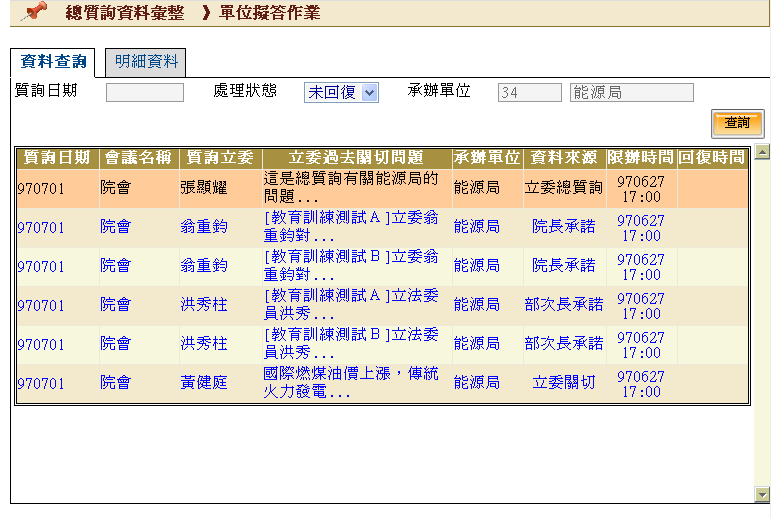 總質詢資料彙整 》單位擬答作業
資料查詢 明細資料
質詢日期 處理狀態 未回復 承辦單位 34 能源局
查詢
質詢日期 會議名稱 質詢立委 立委過去關切問題 承辦單位 資料來源 限辦時間 回復時間
970701 院會 張顯耀 這是總質詢有關能源局的問題... 能源局 立委總質詢 970627 17:00
970701 院會 翁重鈞 [教育訓練測試A]立委翁重鈞對... 能源局 院長承諾 970627 17:00
970701 院會 翁重鈞 [教育訓練測試B]立委翁重鈞對... 能源局 院長承諾 970627 17:00
970701 院會 洪秀柱 [教育訓練測試A]立法委員洪秀... 能源局 部次長承諾 970627 17:00
970701 院會 洪秀柱 [教育訓練測試B]立法委員洪秀... 能源局 部次長承諾 970627 17:00
970701 院會 黃健庭 國際燃煤油價上漲，傳統火力發電... 能源局 立委關切 970627 17:00